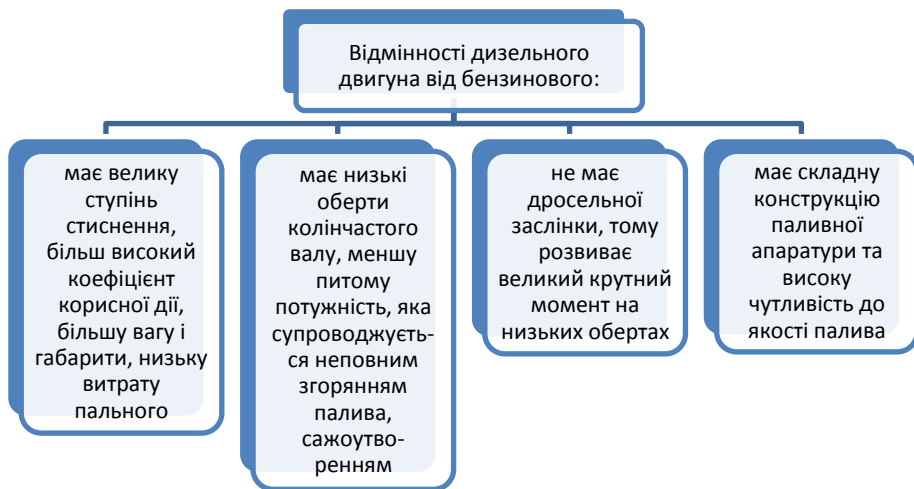 Відмінності дизельного
двигуна від бензинового:
має велику
ступінь
стиснення,
більш високий
коефіцієнт
корисної дії,
більшу вагу і
габарити, низьку
витрату
пального
має низькі
оберти
колінчастого
валу, меншу
питому
потужність, яка
супроводжуєть-
ся неповним
згорянням
палива,
сажоутво-
ренням
не має
дросельної
заслінки, тому
розвиває
великий крутний
момент на
низьких обертах
має складну
конструкцію
паливної
апаратури та
високу
чутливість до
якості палива